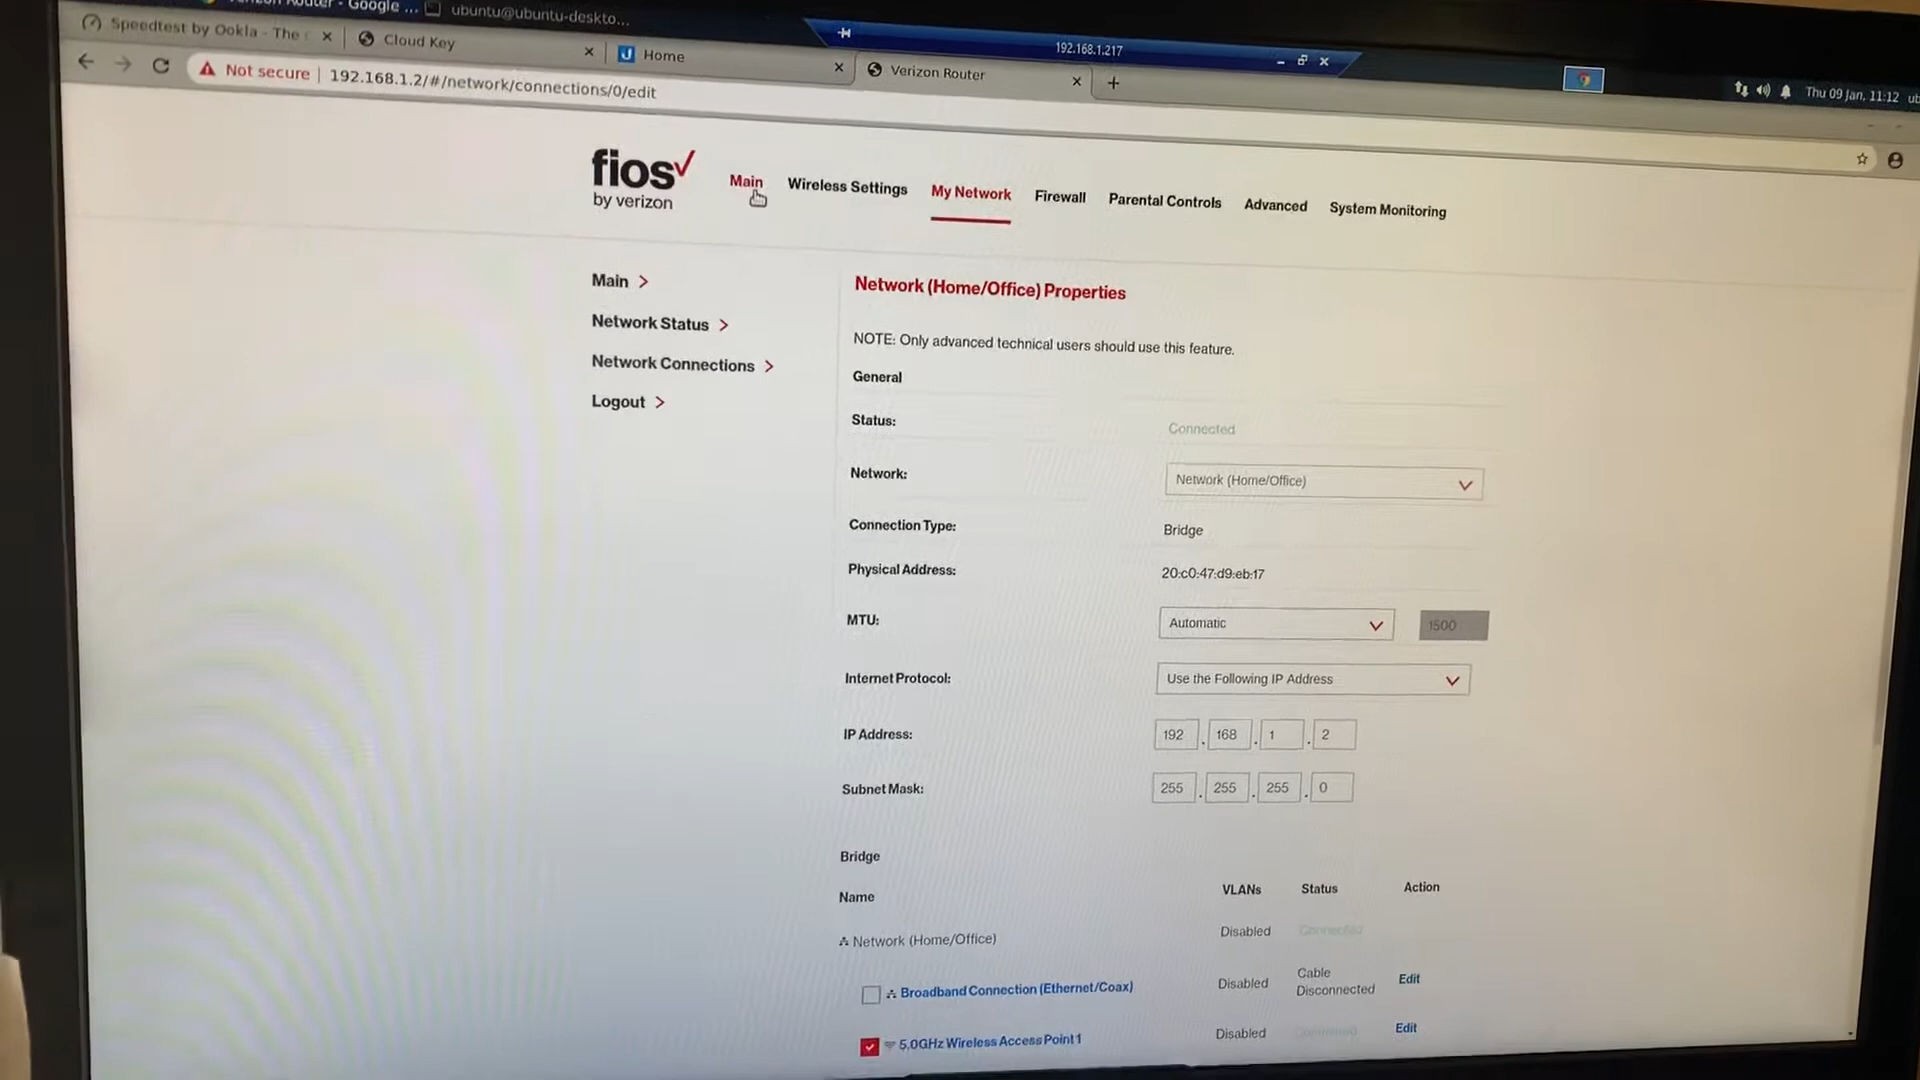 Router - Google ...
ubuntu@ubuntu-deskto...
Speedtest by Ookla - The
Cloud Key
Home
Verizon Router
192.168.1.217
Thu 09 Jan, 11:12 ub
Not secure | 192.168.1.2/#/network/connections/0/edit
fios
by verizon
Main
Wireless Settings
My Network
Firewall
Parental Controls
Advanced
System Monitoring
Main >
Network Status >
Network Connections >
Logout >
Network (Home/Office) Properties
NOTE: Only advanced technical users should use this feature.
General
Status: Connected
Network: Network (Home/Office)
Connection Type: Bridge
Physical Address: 20:c0:47:d9:eb:17
MTU: Automatic 1500
Internet Protocol: Use the Following IP Address
IP Address: 192 . 168 . 1 . 2
Subnet Mask: 255 . 255 . 255 . 0
Bridge
Name VLANs Status Action
Network (Home/Office) Disabled Connected
Broadband Connection (Ethernet/Coax) Disabled Cable Disconnected Edit
5.0GHz Wireless Access Point 1 Disabled Connected Edit